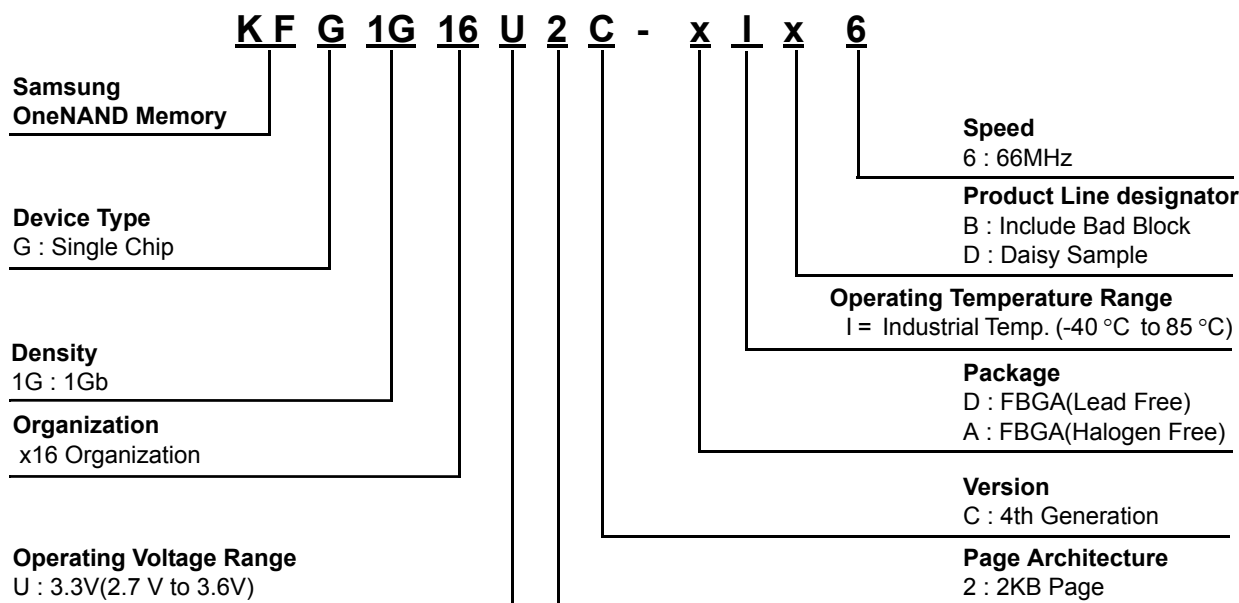 K F G 1G 16 U 2 C - x I x 6
Samsung
OneNAND Memory
Device Type
G : Single Chip
Density
1G : 1Gb
Organization
x16 Organization
Operating Voltage Range
U : 3.3V(2.7 V to 3.6V)
Speed
6 : 66MHz
Product Line designator
B : Include Bad Block
D : Daisy Sample
Operating Temperature Range
I = Industrial Temp. (-40 °C to 85 °C)
Package
D : FBGA(Lead Free)
A : FBGA(Halogen Free)
Version
C : 4th Generation
Page Architecture
2 : 2KB Page